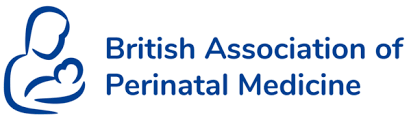 British Association of
Perinatal Medicine